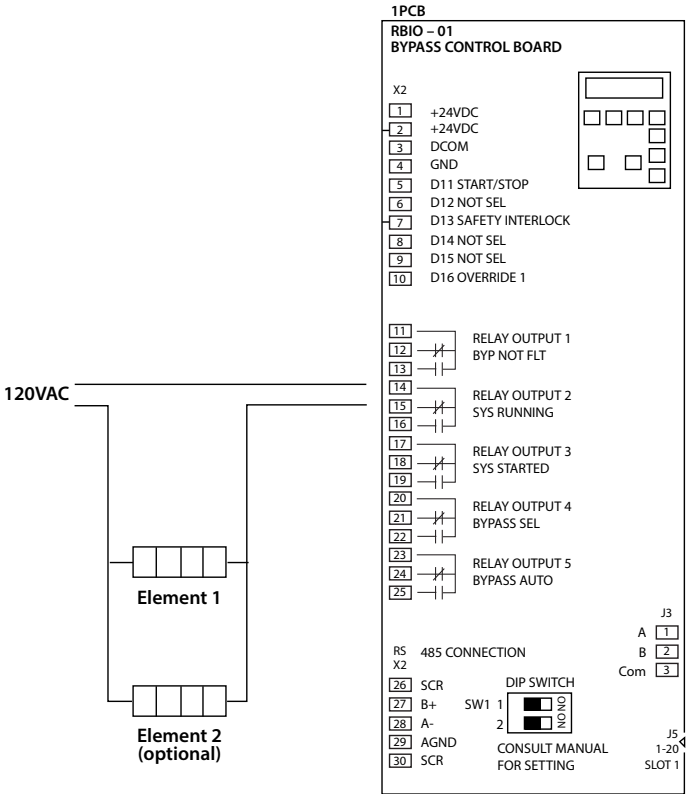 1PCB
RBIO – 01
BYPASS CONTROL BOARD
X2
1 +24VDC
2 +24VDC
3 DCOM
4 GND
5 D11 START/STOP
6 D12 NOT SEL
7 D13 SAFETY INTERLOCK
8 D14 NOT SEL
9 D15 NOT SEL
10 D16 OVERRIDE 1
11
RELAY OUTPUT 1
12
BYP NOT FLT
13
14
RELAY OUTPUT 2
15
SYS RUNNING
16
17
RELAY OUTPUT 3
18
SYS STARTED
19
20
RELAY OUTPUT 4
21
BYPASS SEL
22
23
RELAY OUTPUT 5
24
BYPASS AUTO
25
120VAC
Element 1
Element 2
(optional)
J3
A 1
B 2
Com 3
RS 485 CONNECTION
X2
26 SCR
27 B+
28 A-
29 AGND
30 SCR
DIP SWITCH
SW1 1 ON
2 ON
CONSULT MANUAL
FOR SETTING
J5
1-20
SLOT 1